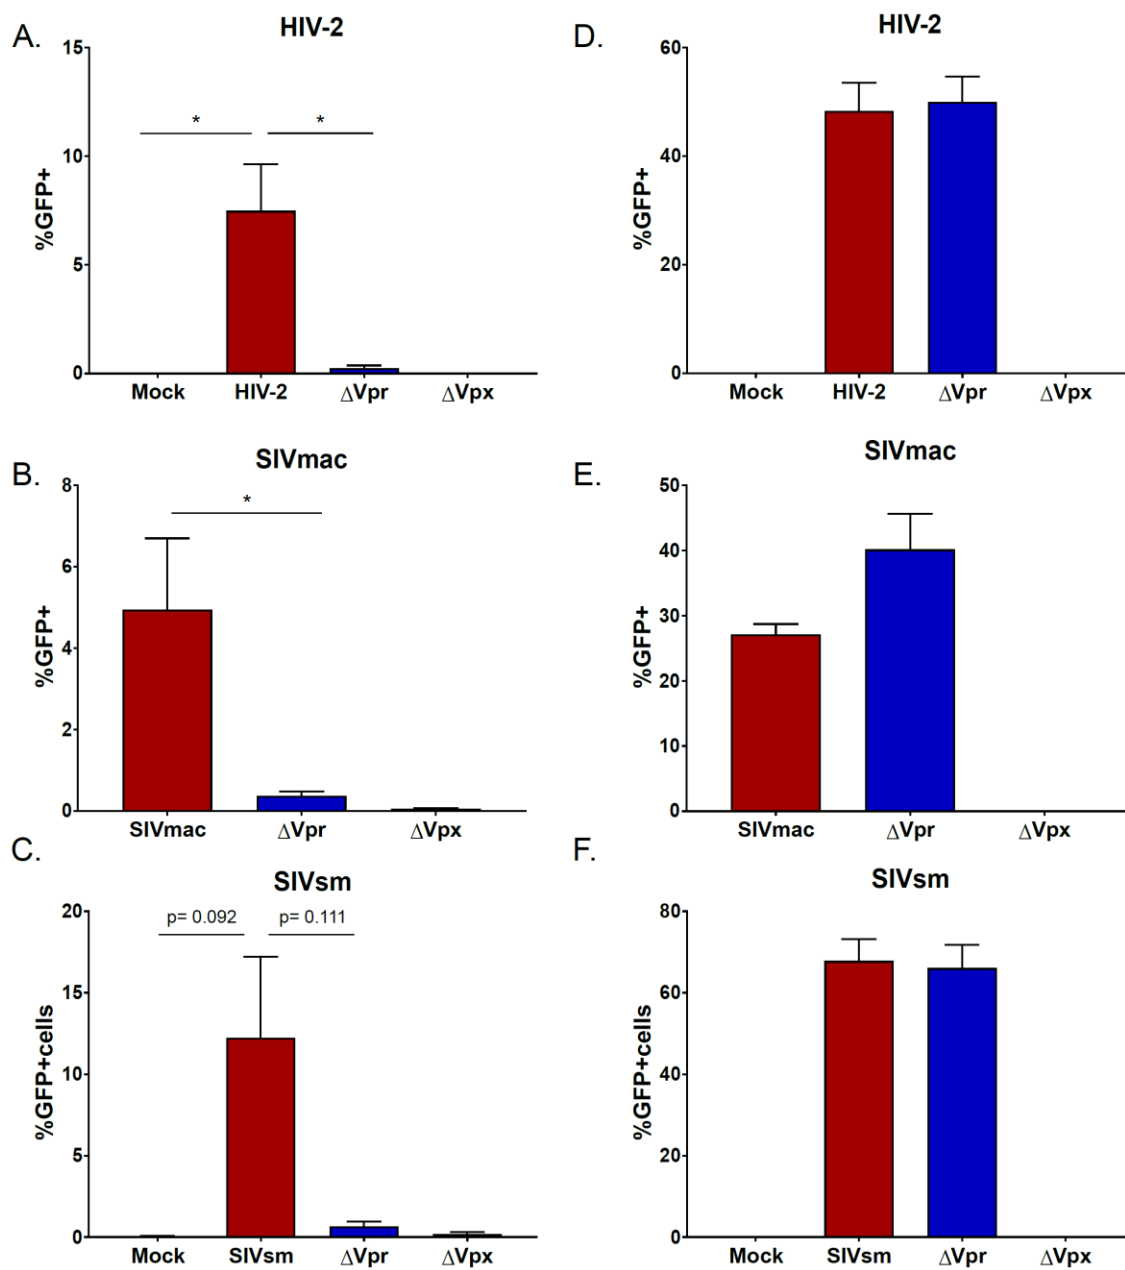 A.
HIV-2
15
10
5
0
%GFP+
*
*
Mock
HIV-2
ΔVpr
ΔVpx
D.
HIV-2
60
40
20
0
%GFP+
Mock
HIV-2
ΔVpr
ΔVpx
B.
SIVmac
8
6
4
2
0
%GFP+
*
SIVmac
ΔVpr
ΔVpx
E.
SIVmac
50
40
30
20
10
0
%GFP+
SIVmac
ΔVpr
ΔVpx
C.
SIVsm
20
15
10
5
0
%GFP+cells
p= 0.092
p= 0.111
Mock
SIVsm
ΔVpr
ΔVpx
F.
SIVsm
80
60
40
20
0
%GFP+cells
Mock
SIVsm
ΔVpr
ΔVpx